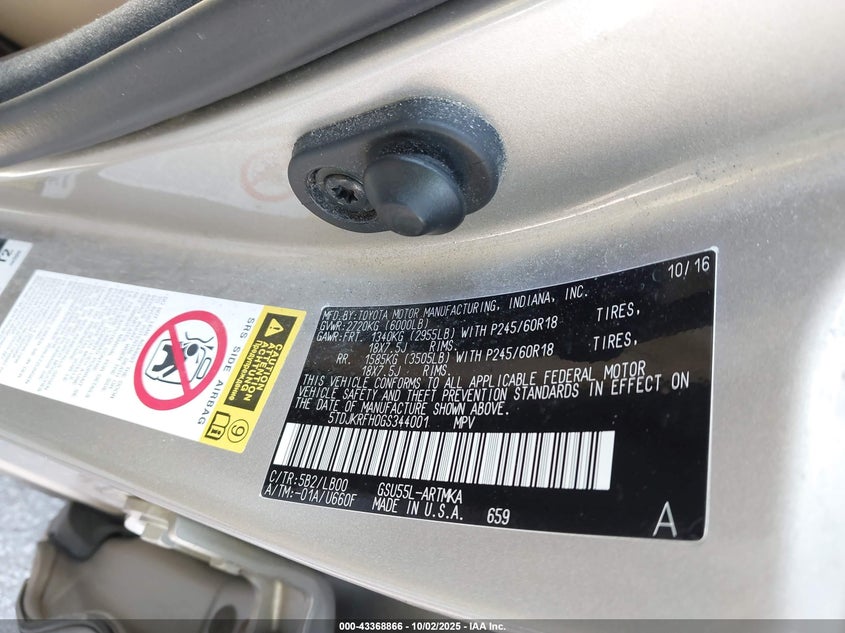 10/16
MFD.BY:TOYOTA MOTOR MANUFACTURING, INDIANA, INC.
GVWR:2720KG (6000LB)
GAWR:FRT. 1340KG (2955LB) WITH P245/60R18 TIRES,
18X7.5J RIMS.
RR. 1585KG (3505LB) WITH P245/60R18 TIRES,
18X7.5J RIMS.
THIS VEHICLE CONFORMS TO ALL APPLICABLE FEDERAL MOTOR
VEHICLE SAFETY AND THEFT PREVENTION STANDARDS IN EFFECT ON
THE DATE OF MANUFACTURE SHOWN ABOVE.
5TDJKRFH0GS344001 MPV
C/TR:5B2/LB00 GSU55L-ARTMKA
A/TM:-01A/U660F MADE IN U.S.A. 659
A
SRS SIDE AIRBAG
CAUTION
ACHTUNG
9
12
000-43368866 - 10/02/2025 - IAA Inc.